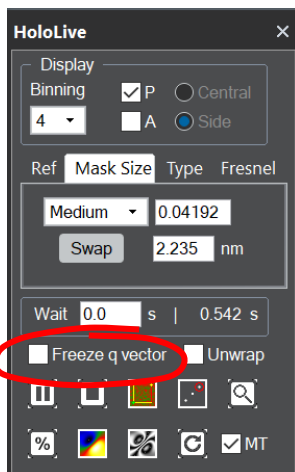 HoloLive
Display
Binning P Central
4 A Side
Ref Mask Size Type Fresnel
Medium 0.04192
Swap 2.235 nm
Wait 0.0 s | 0.542 s
Freeze q vector Unwrap
% % C MT